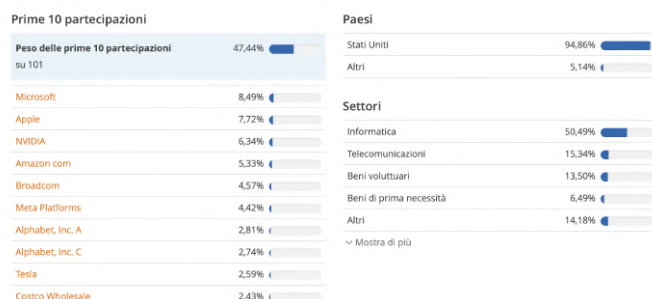 Prime 10 partecipazioni
Peso delle prime 10 partecipazioni 47,44%
su 101
Microsoft 8,49%
Apple 7,72%
NVIDIA 6,34%
Amazon com 5,33%
Broadcom 4,57%
Meta Platforms 4,42%
Alphabet, Inc. A 2,81%
Alphabet, Inc. C 2,74%
Tesla 2,59%
Costco Wholesale 2,43%
Paesi
Stati Uniti 94,86%
Altri 5,14%
Settori
Informatica 50,49%
Telecomunicazioni 15,34%
Beni voluttuari 13,50%
Beni di prima necessità 6,49%
Altri 14,18%
Mostra di più